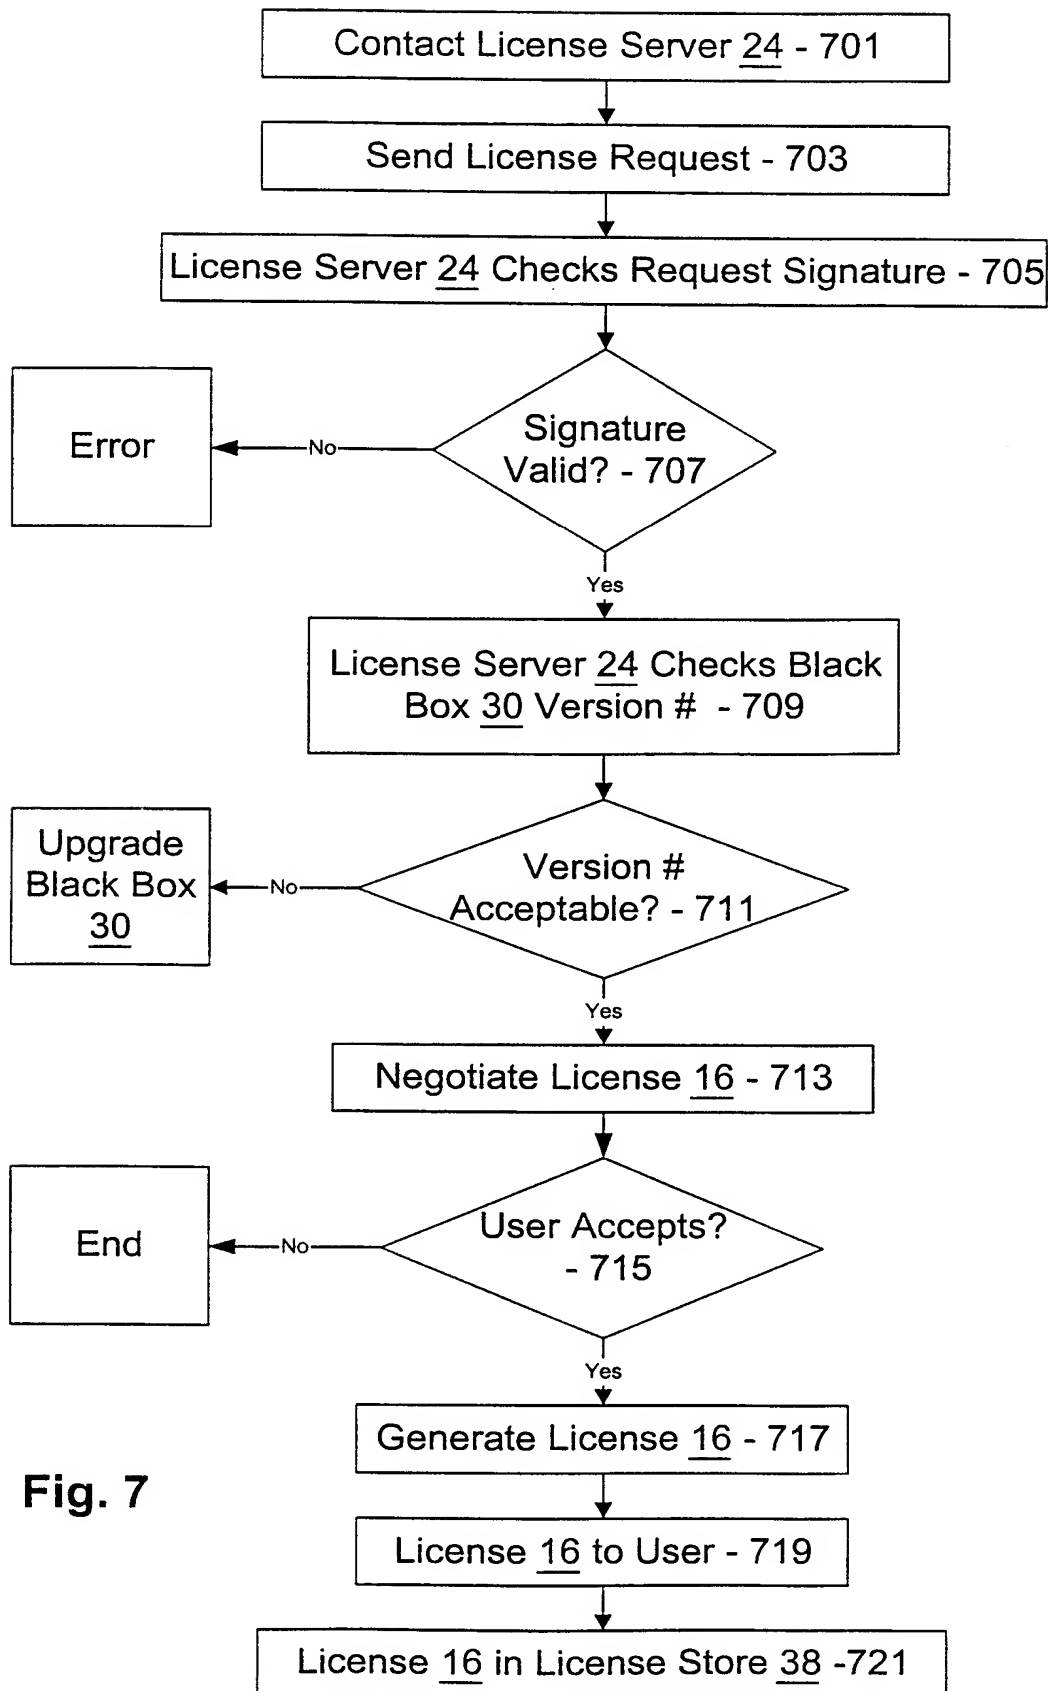 Contact License Server 24 - 701
Send License Request - 703
License Server 24 Checks Request Signature - 705
Signature
Valid? - 707
No
Error
Yes
License Server 24 Checks Black
Box 30 Version # - 709
Version #
Acceptable? - 711
No
Upgrade
Black Box
30
Yes
Negotiate License 16 - 713
User Accepts?
- 715
No
End
Yes
Generate License 16 - 717
License 16 to User - 719
License 16 in License Store 38 -721
Fig. 7